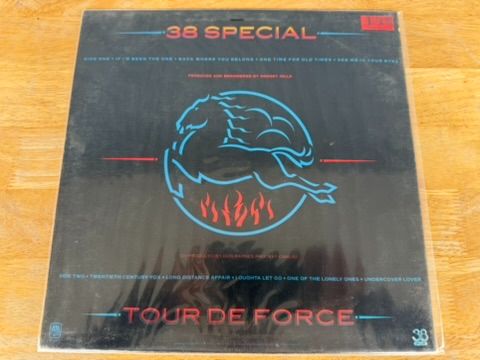 38 SPECIAL
SIDE ONE • IF I'D BEEN THE ONE • BACK WHERE YOU BELONG • ONE TIME FOR OLD TIMES • SEE ME IN YOUR EYES
PRODUCED AND ENGINEERED BY RODNEY MILLS
SIDE TWO • TWENTIETH CENTURY FOX • LONG DISTANCE AFFAIR • I OUGHTA LET GO • ONE OF THE LONELY ONES • UNDERCOVER LOVER
TOUR DE FORCE
38